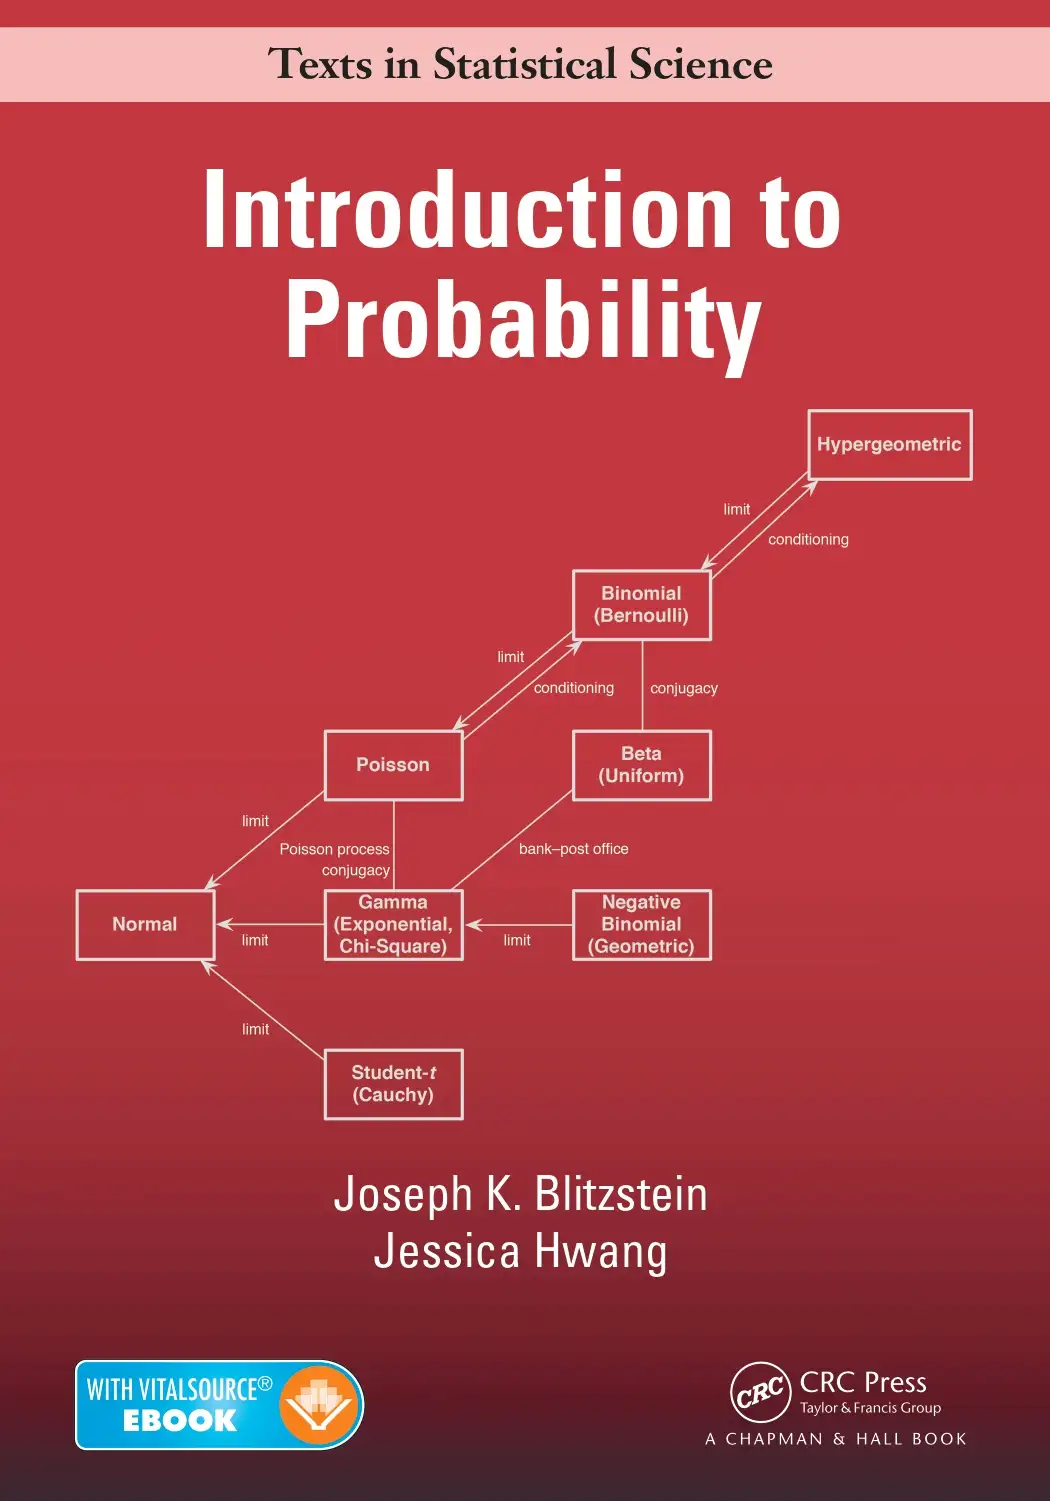 Texts in Statistical Science
Introduction to
Probability
Hypergeometric
limit
conditioning
Binomial
(Bernoulli)
limit
conditioning
conjugacy
Poisson
Beta
(Uniform)
limit
Poisson process
conjugacy
bank–post office
Normal
limit
Gamma
(Exponential,
Chi-Square)
limit
Negative
Binomial
(Geometric)
limit
Student-t
(Cauchy)
Joseph K. Blitzstein
Jessica Hwang
WITH VITALSOURCE®
EBOOK
CRC
CRC Press
Taylor & Francis Group
A CHAPMAN & HALL BOOK